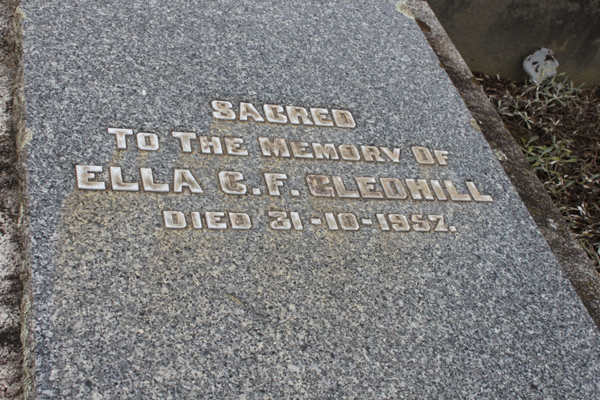 SACRED
TO THE MEMORY OF
ELLA C.F. GLEDHILL
DIED 31-10-1957.